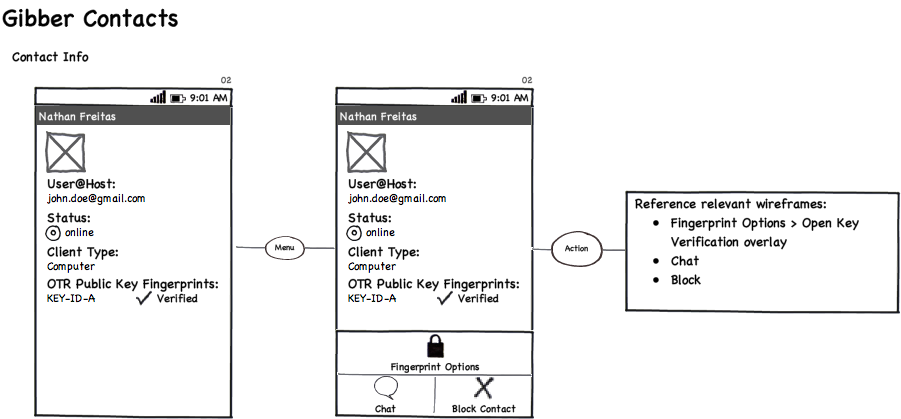 Gibber Contacts
Contact Info
02
9:01 AM
Nathan Freitas
User@Host:
john.doe@gmail.com
Status:
online
Client Type:
Computer
OTR Public Key Fingerprints:
KEY-ID-A Verified
Menu
02
9:01 AM
Nathan Freitas
User@Host:
john.doe@gmail.com
Status:
online
Client Type:
Computer
OTR Public Key Fingerprints:
KEY-ID-A Verified
Fingerprint Options
Chat Block Contact
Action
Reference relevant wireframes:
• Fingerprint Options > Open Key
Verification overlay
• Chat
• Block